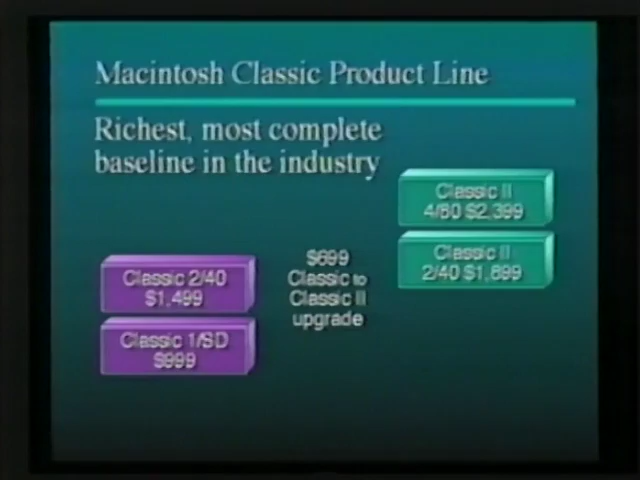 Macintosh Classic Product Line
Richest, most complete
baseline in the industry
Classic II
4/80 $2,399
Classic II
2/40 $1,899
$699
Classic to
Classic II
upgrade
Classic 2/40
$1,499
Classic 1/SD
$999